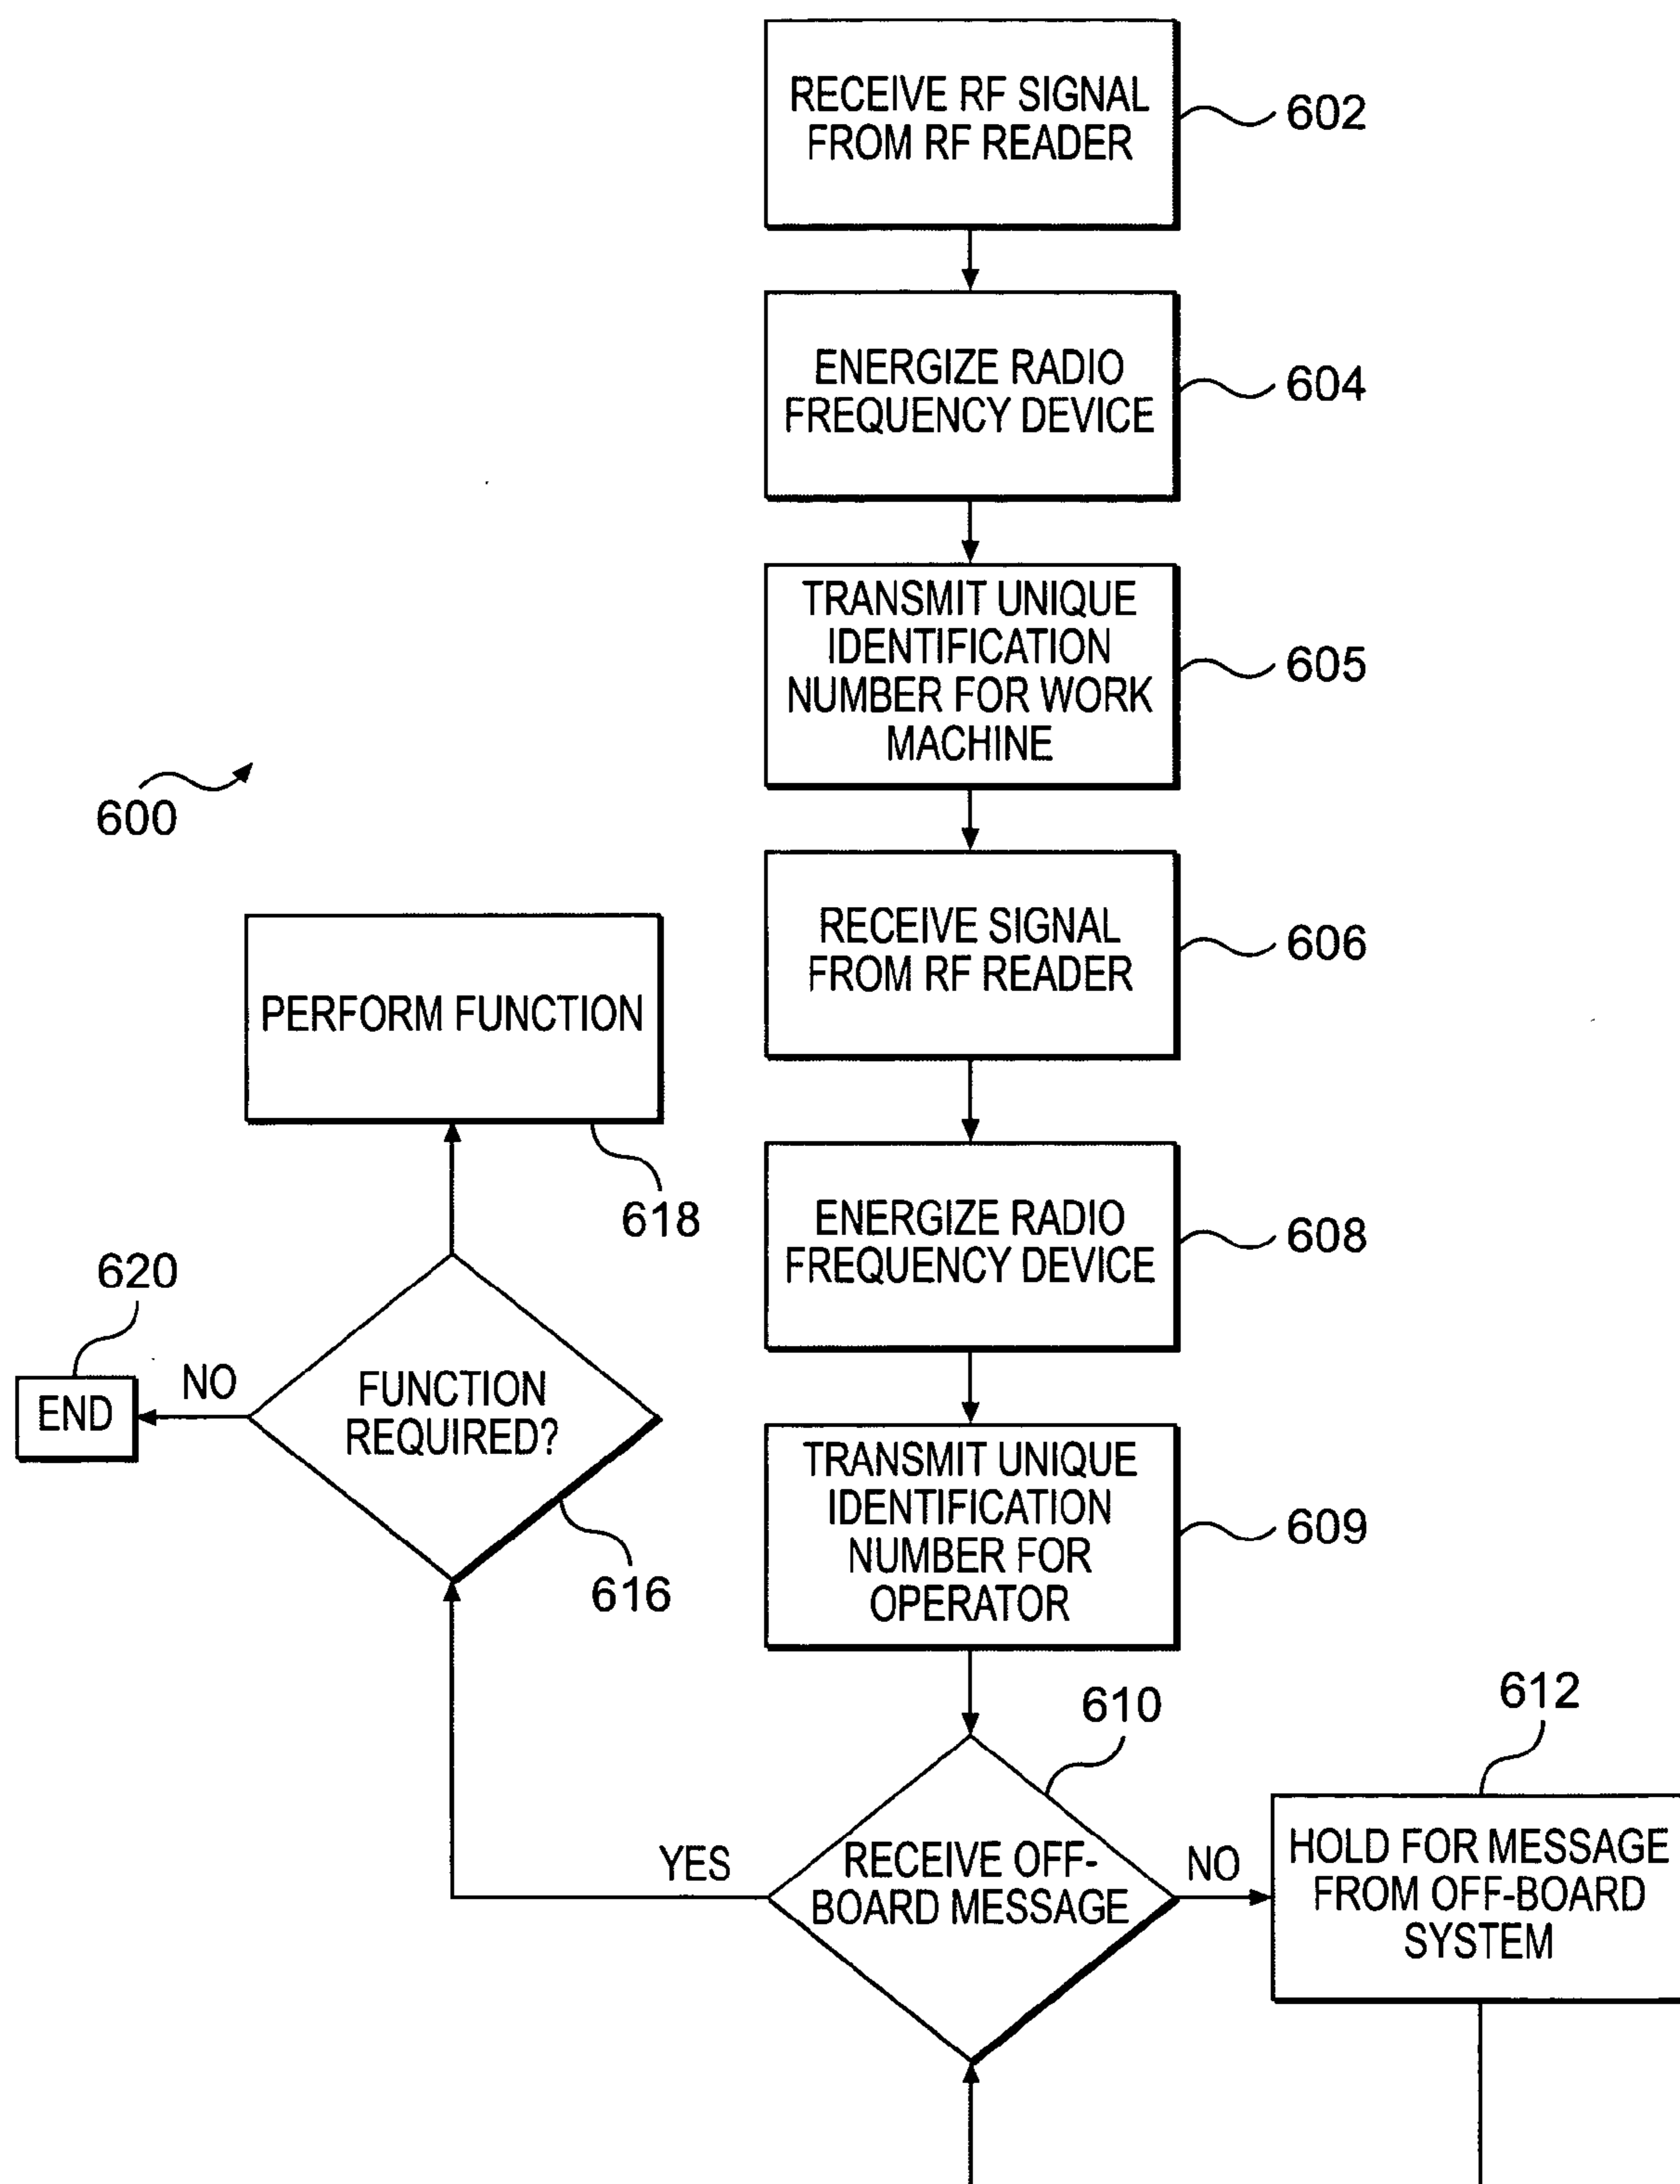 RECEIVE RF SIGNAL
FROM RF READER
602
ENERGIZE RADIO
FREQUENCY DEVICE
604
TRANSMIT UNIQUE
IDENTIFICATION
NUMBER FOR WORK
MACHINE
605
600
RECEIVE SIGNAL
FROM RF READER
606
PERFORM FUNCTION
618
ENERGIZE RADIO
FREQUENCY DEVICE
608
620
END
NO
FUNCTION
REQUIRED?
616
TRANSMIT UNIQUE
IDENTIFICATION
NUMBER FOR
OPERATOR
609
610
612
YES
RECEIVE OFF-
BOARD MESSAGE
NO
HOLD FOR MESSAGE
FROM OFF-BOARD
SYSTEM